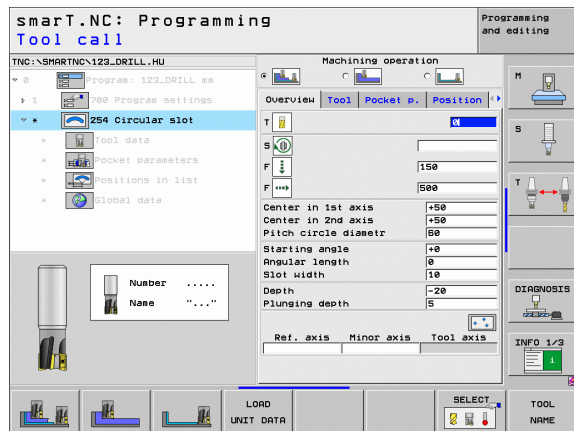 smarT.NC: Programming
Tool call
Programming
and editing
TNC:\SMARTNC\123_DRILL.HU
0 Program: 123_DRILL mm
1 700 Program settings
* 254 Circular slot
* Tool data
* Pocket parameters
* Positions in list
* Global data
Number .....
Name "..."
Machining operation
Overview Tool Pocket p. Position
T 0
S
F 150
F 500
Center in 1st axis +50
Center in 2nd axis +50
Pitch circle diametr 60
Starting angle +0
Angular length 0
Slot width 10
Depth -20
Plunging depth 5
Ref. axis Minor axis Tool axis
M
S
T
DIAGNOSIS
INFO 1/3
LOAD
UNIT DATA
SELECT
TOOL
NAME